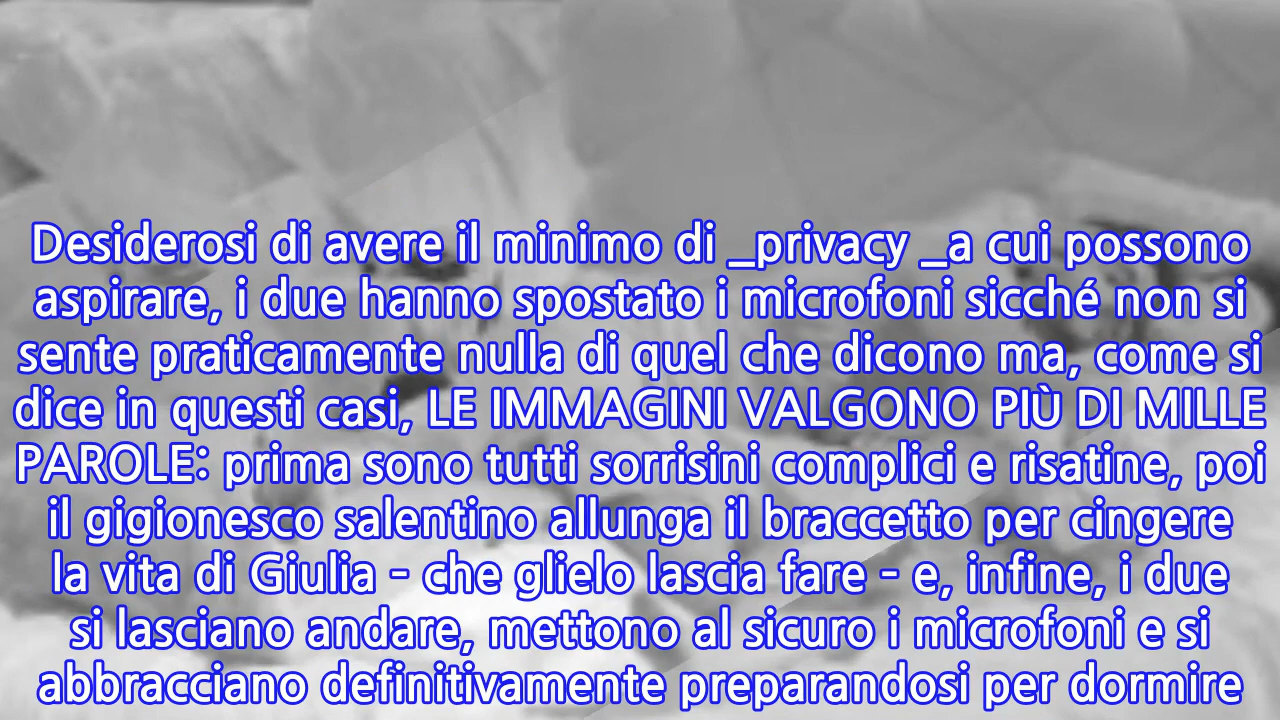 Desiderosi di avere il minimo di _privacy _a cui possono
aspirare, i due hanno spostato i microfoni sicché non si
sente praticamente nulla di quel che dicono ma, come si
dice in questi casi, LE IMMAGINI VALGONO PIÙ DI MILLE
PAROLE: prima sono tutti sorrisini complici e risatine, poi
il gigionesco salentino allunga il braccetto per cingere
la vita di Giulia - che glielo lascia fare - e, infine, i due
si lasciano andare, mettono al sicuro i microfoni e si
abbracciano definitivamente preparandosi per dormire